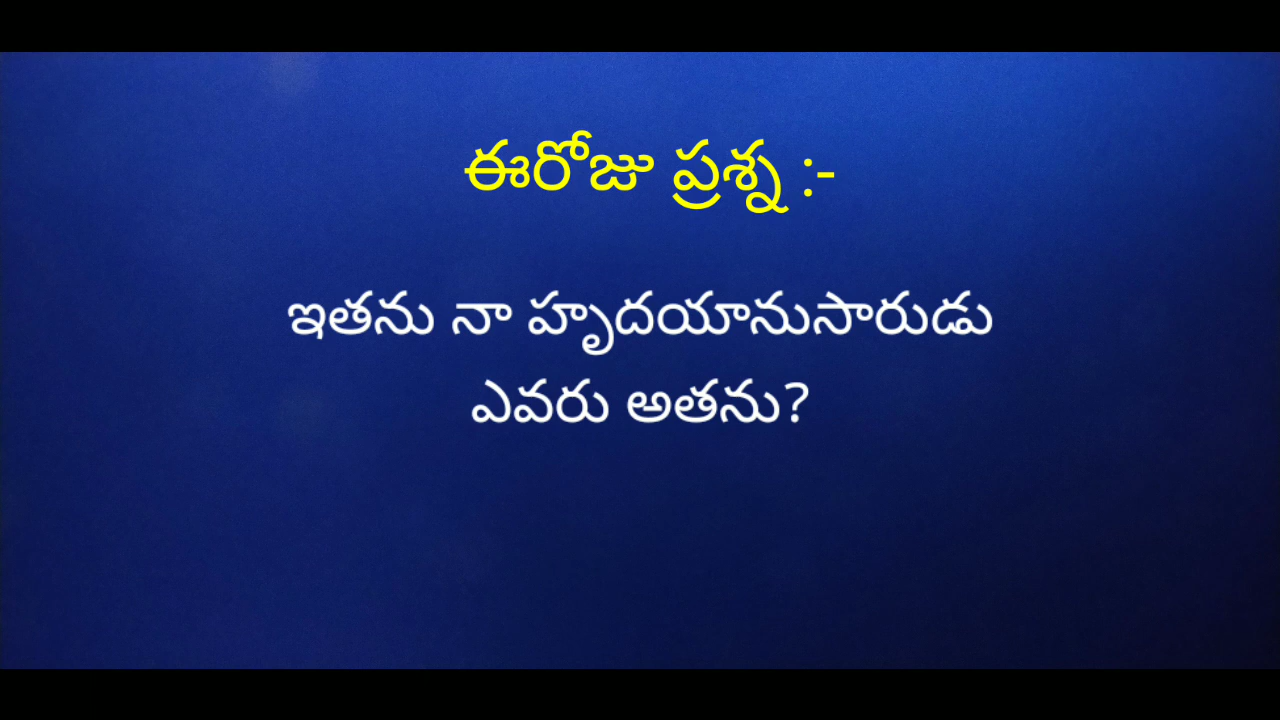 ఈరోజు ప్రశ్న :-
ఇతను నా హృదయానుసారుడు
ఎవరు అతను?